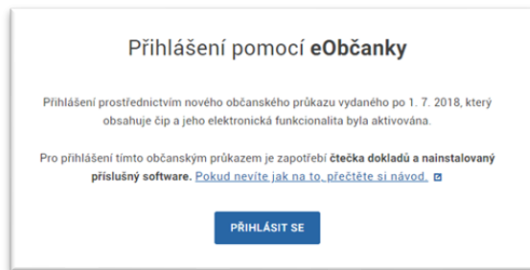 Přihlášení pomocí eObčanky
Přihlášení prostřednictvím nového občanského průkazu vydaného po 1. 7. 2018, který
obsahuje čip a jeho elektronická funkcionalita byla aktivována.
Pro přihlášení tímto občanským průkazem je zapotřebí čtečka dokladů a nainstalovaný
příslušný software. Pokud nevíte jak na to, přečtěte si návod.
PŘIHLÁSIT SE